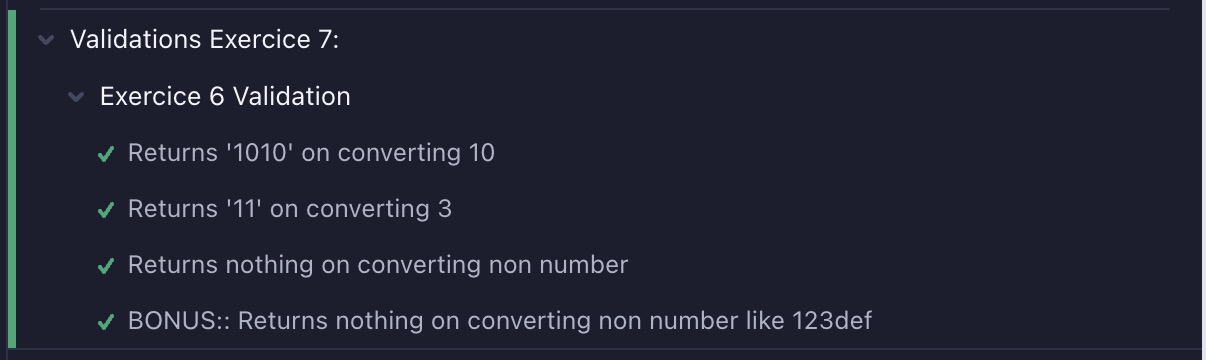 Validations Exercice 7:
Exercice 6 Validation
Returns '1010' on converting 10
Returns '11' on converting 3
Returns nothing on converting non number
BONUS:: Returns nothing on converting non number like 123def